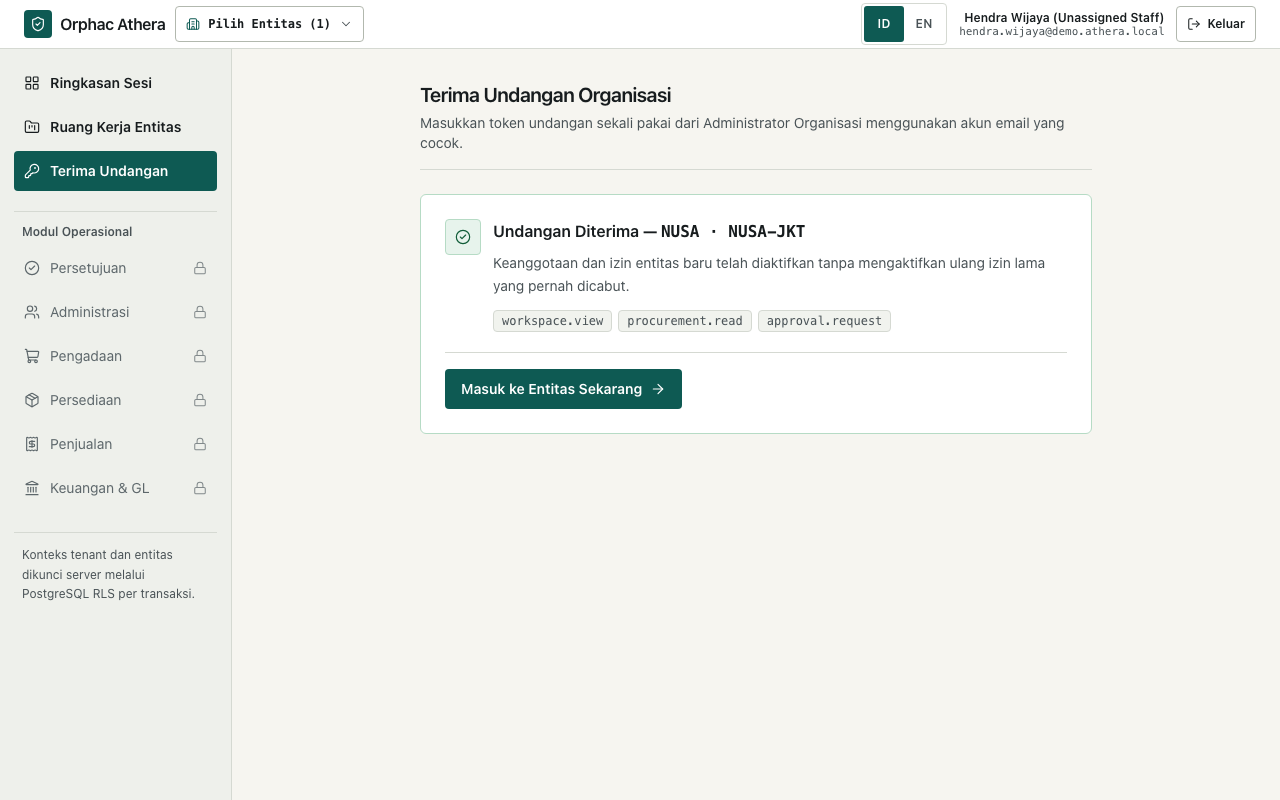 Orphac Athera
Pilih Entitas (1)
ID
EN
Hendra Wijaya (Unassigned Staff)
hendra.wijaya@demo.athera.local
Keluar
Ringkasan Sesi
Ruang Kerja Entitas
Terima Undangan
Modul Operasional
Persetujuan
Administrasi
Pengadaan
Persediaan
Penjualan
Keuangan & GL
Konteks tenant dan entitas
dikunci server melalui
PostgreSQL RLS per transaksi.
Terima Undangan Organisasi
Masukkan token undangan sekali pakai dari Administrator Organisasi menggunakan akun email yang
cocok.
Undangan Diterima — NUSA · NUSA-JKT
Keanggotaan dan izin entitas baru telah diaktifkan tanpa mengaktifkan ulang izin lama
yang pernah dicabut.
workspace.view procurement.read approval.request
Masuk ke Entitas Sekarang